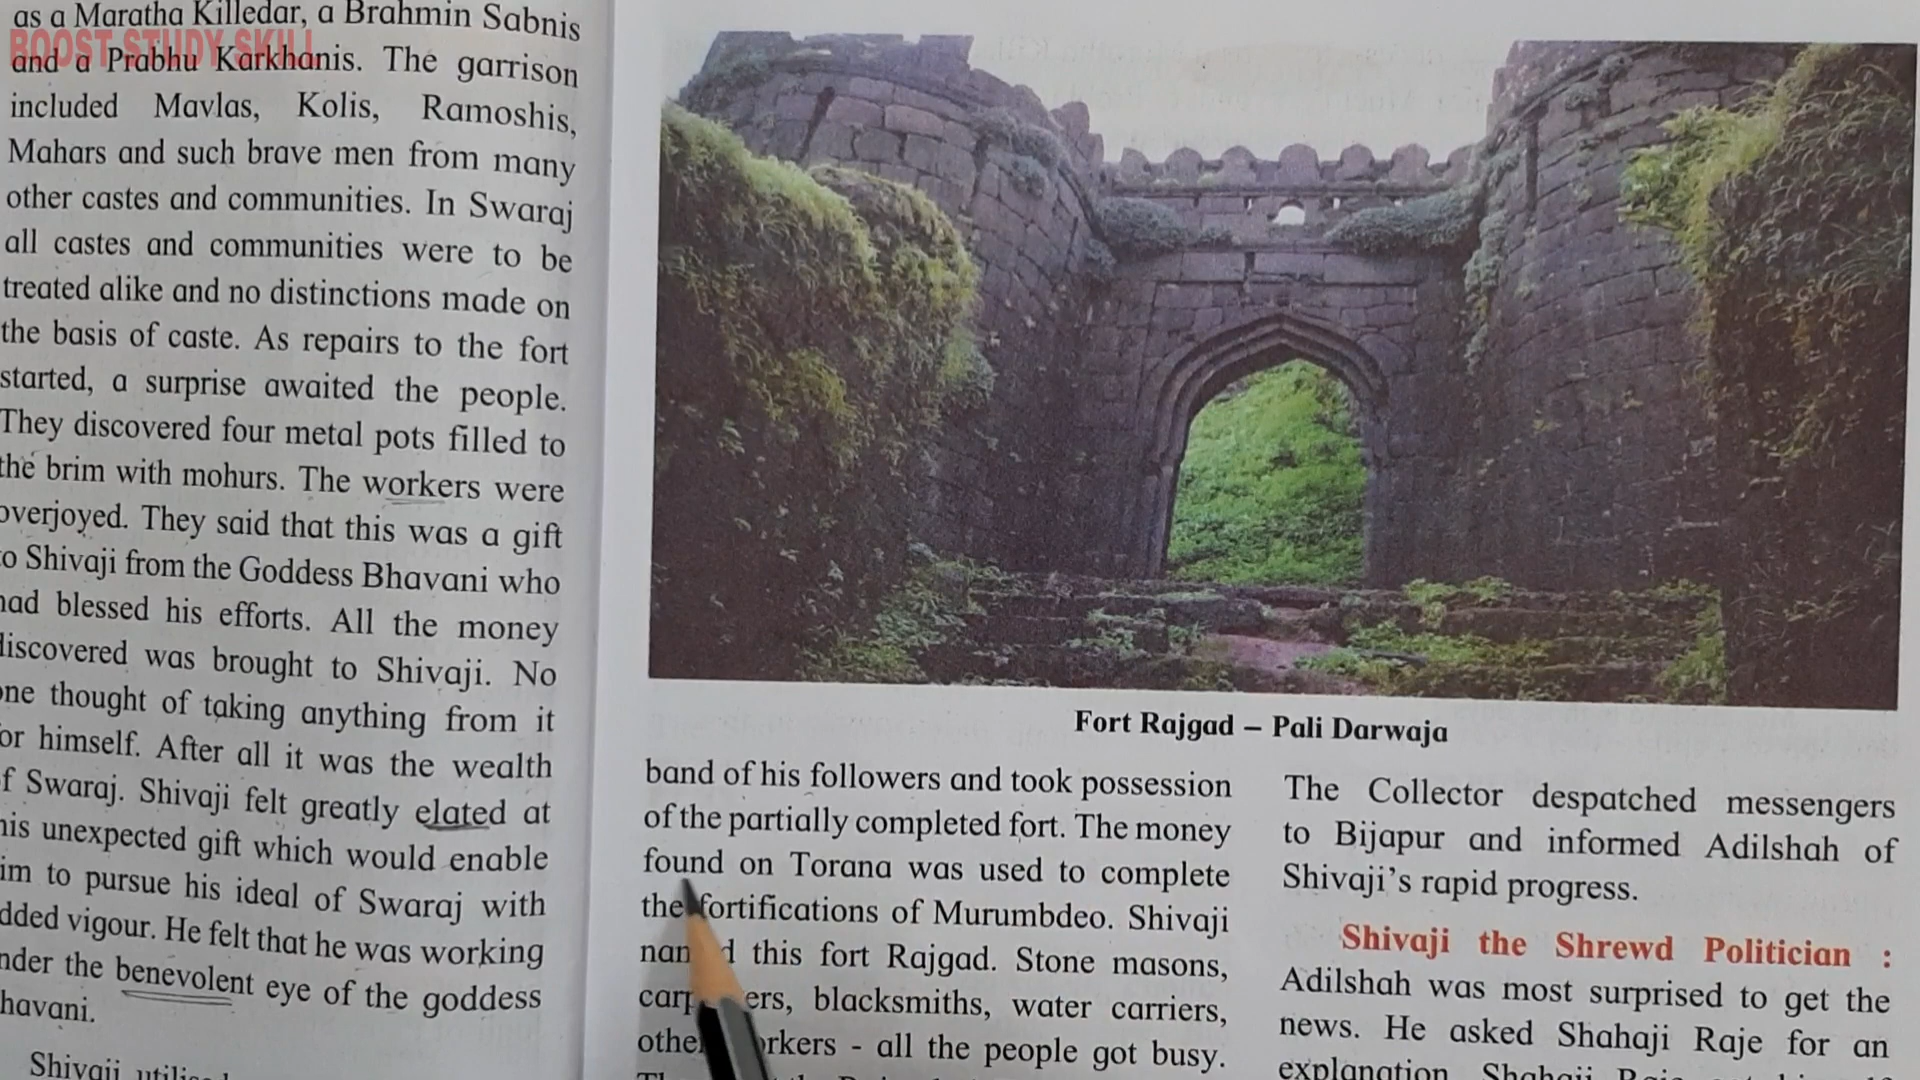 as a Maratha Killedar, a Brahmin Sabnis
BOOST STUDY SKILL
and a Prabhu Karkhanis. The garrison
included Mavlas, Kolis, Ramoshis,
Mahars and such brave men from many
other castes and communities. In Swaraj
all castes and communities were to be
treated alike and no distinctions made on
the basis of caste. As repairs to the fort
started, a surprise awaited the people.
They discovered four metal pots filled to
the brim with mohurs. The workers were
overjoyed. They said that this was a gift
to Shivaji from the Goddess Bhavani who
had blessed his efforts. All the money
discovered was brought to Shivaji. No
one thought of taking anything from it
for himself. After all it was the wealth
of Swaraj. Shivaji felt greatly elated at
his unexpected gift which would enable
him to pursue his ideal of Swaraj with
added vigour. He felt that he was working
under the benevolent eye of the goddess
Bhavani.
Shivaji
Fort Rajgad – Pali Darwaja
band of his followers and took possession
of the partially completed fort. The money
found on Torana was used to complete
the fortifications of Murumbdeo. Shivaji
this fort Rajgad. Stone masons,
blacksmiths, water carriers,
- all the people got busy.
The Collector despatched messengers
to Bijapur and informed Adilshah of
Shivaji's rapid progress.
Shivaji the Shrewd Politician :
Adilshah was most surprised to get the
news. He asked Shahaji Raje for an
explanation. Shahaji